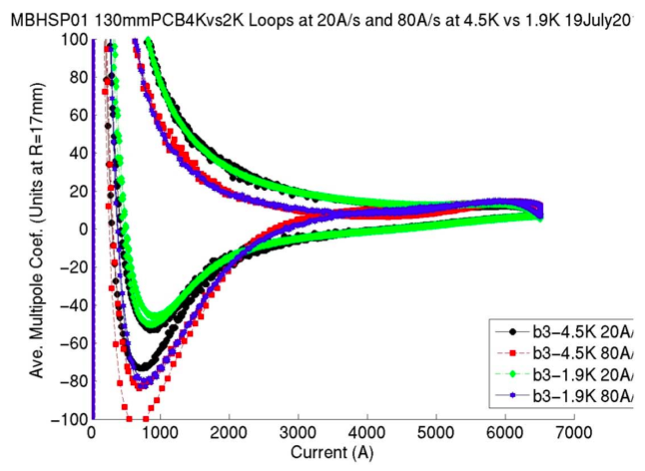 MBHSP01 130mmPCB4Kvs2K Loops at 20A/s and 80A/s at 4.5K vs 1.9K 19July20
Ave. Multipole Coef. (Units at R=17mm)
100
80
60
40
20
0
−20
−40
−60
−80
−100
b3−4.5K 20A/
b3−4.5K 80A/
b3−1.9K 20A/
b3−1.9K 80A/
0 1000 2000 3000 4000 5000 6000 7000
Current (A)